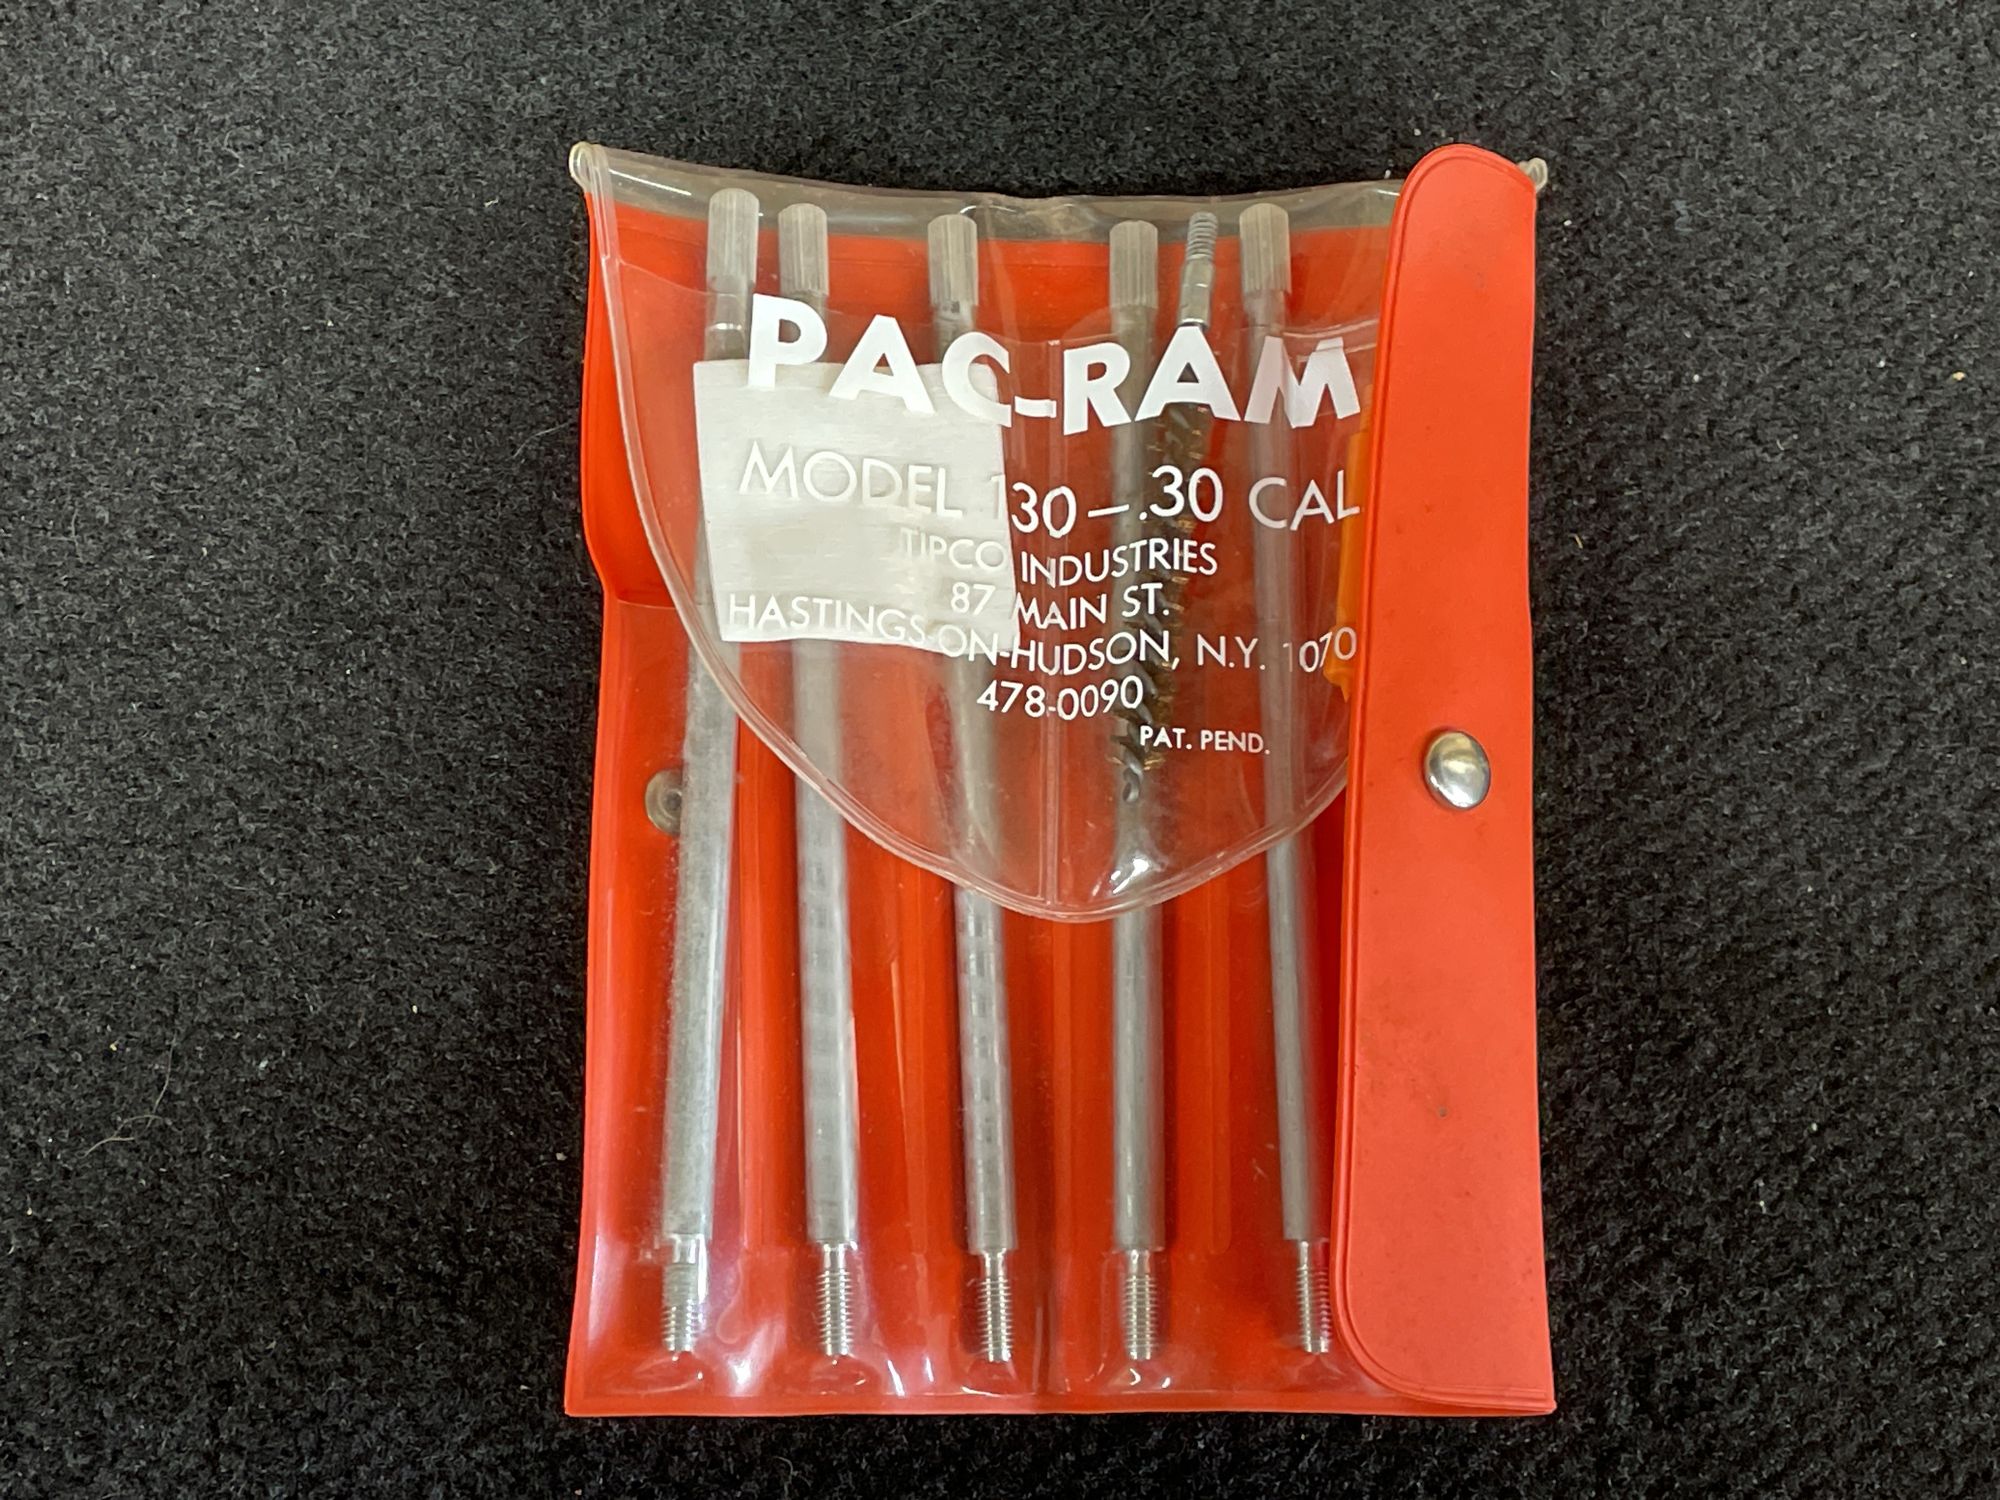 PAC-RAM
MODEL 130 – .30 CAL
TIPCO INDUSTRIES
87 MAIN ST.
HASTINGS-ON-HUDSON, N.Y. 1070
478-0090
PAT. PEND.